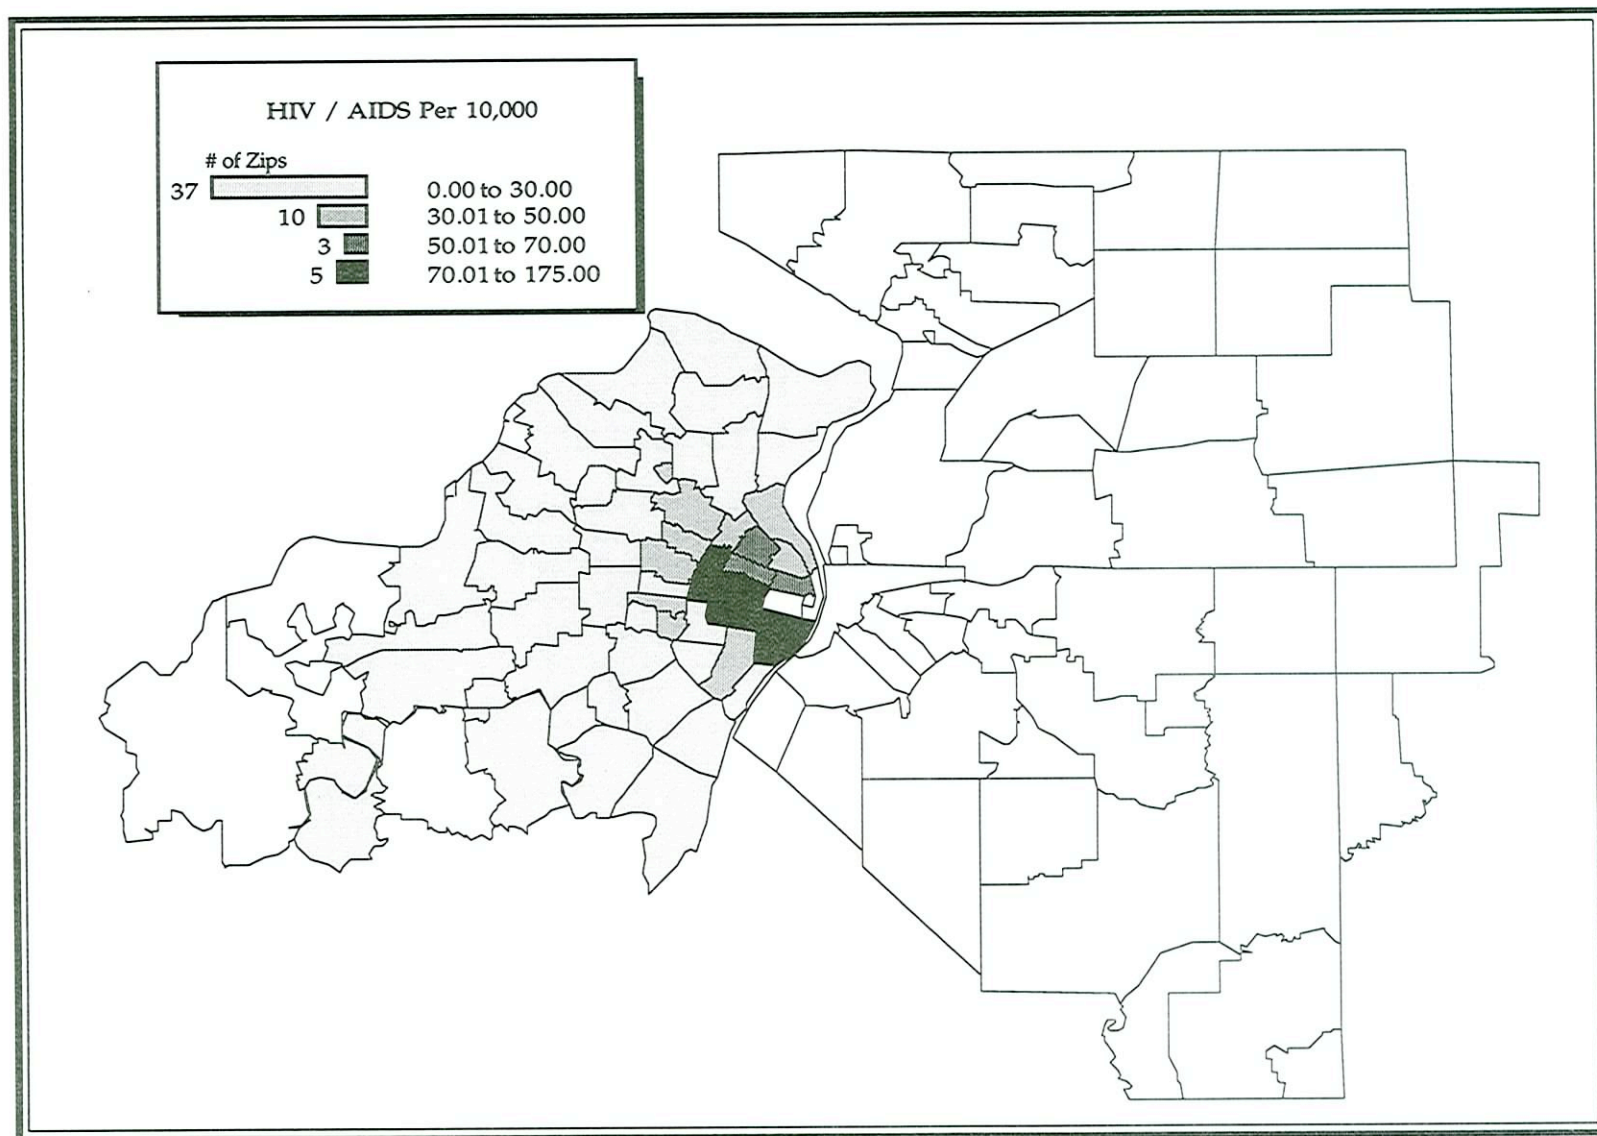 HIV / AIDS Per 10,000
# of Zips
37 0.00 to 30.00
10 30.01 to 50.00
3 50.01 to 70.00
5 70.01 to 175.00